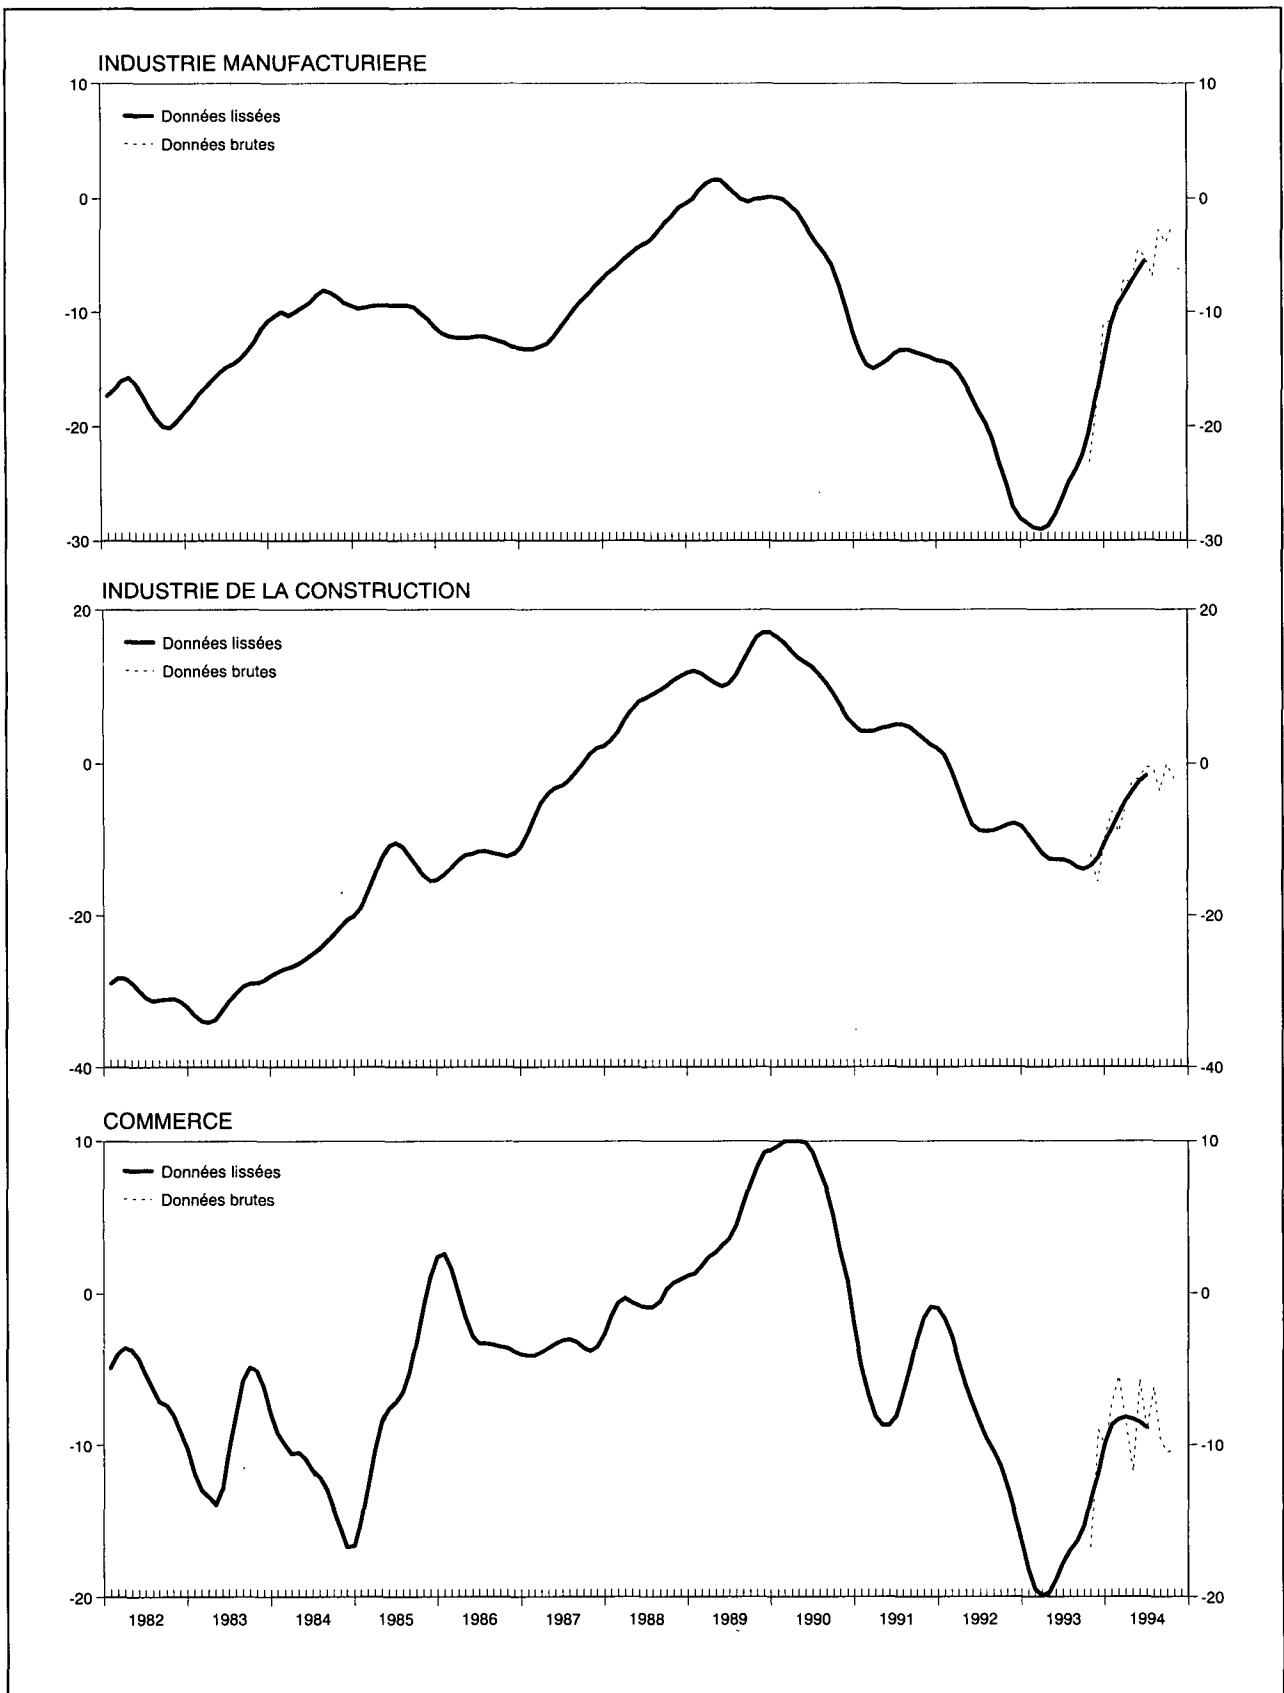 INDUSTRIE MANUFACTURIERE
10 10
Données lissées
Données brutes
0 0
-10 -10
-20 -20
-30 -30
INDUSTRIE DE LA CONSTRUCTION
20 20
Données lissées
Données brutes
0 0
-20 -20
-40 -40
COMMERCE
10 10
Données lissées
Données brutes
0 0
-10 -10
-20 -20
1982 1983 1984 1985 1986 1987 1988 1989 1990 1991 1992 1993 1994